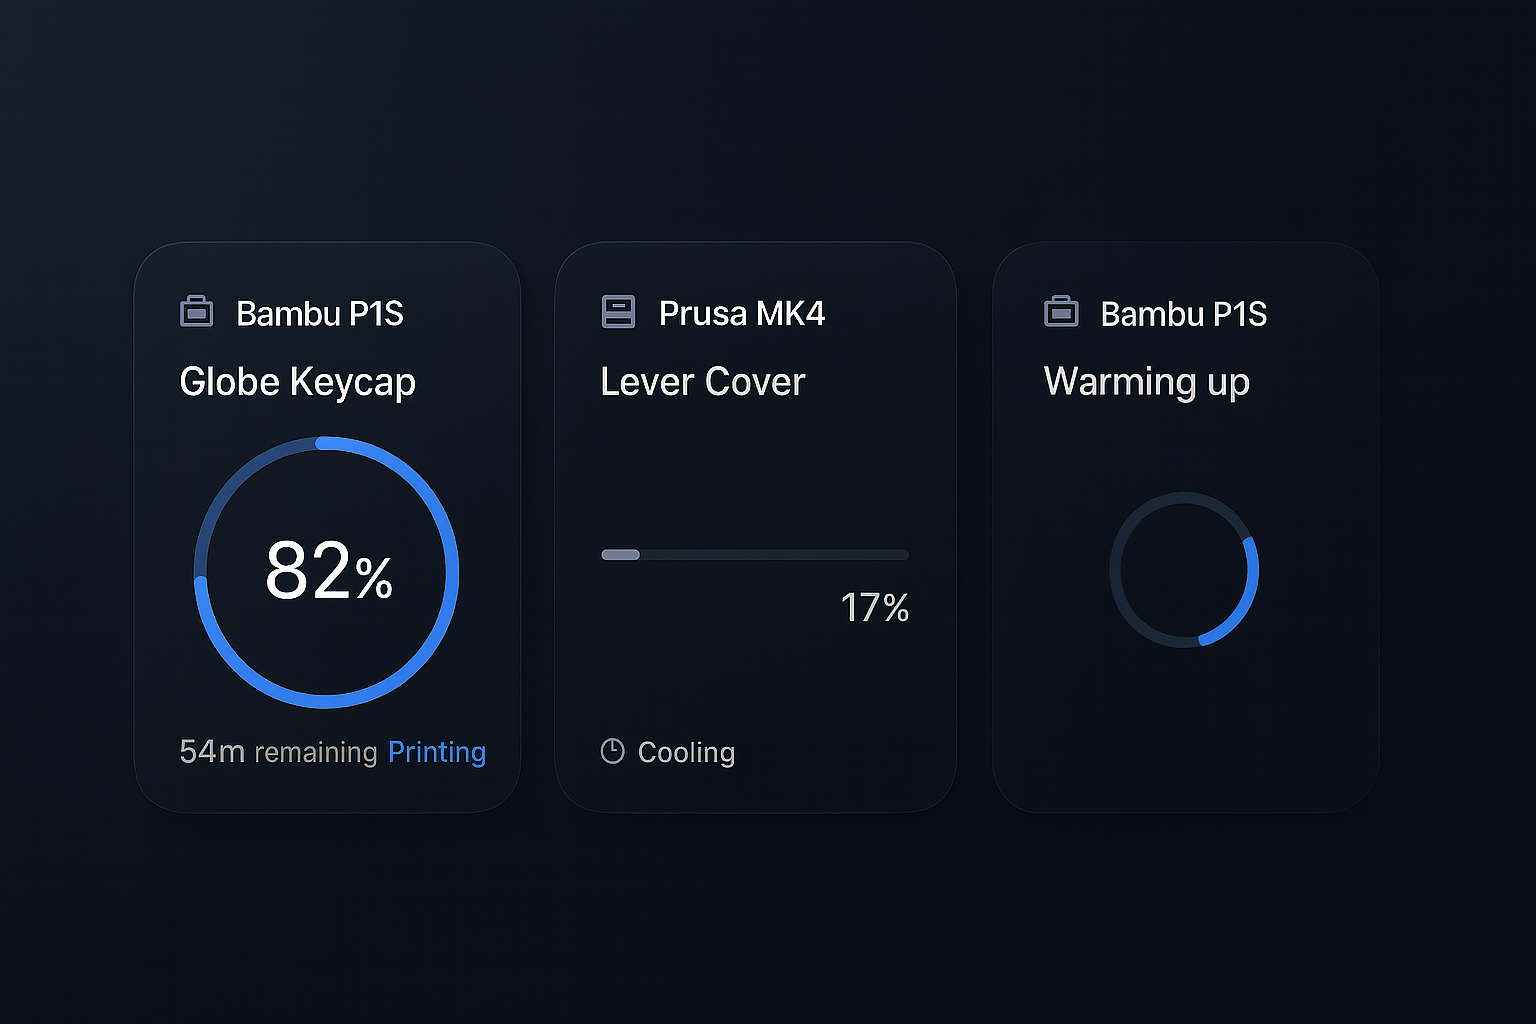 Bambu P1S
Globe Keycap
82%
54m remaining Printing
Prusa MK4
Lever Cover
17%
Cooling
Bambu P1S
Warming up